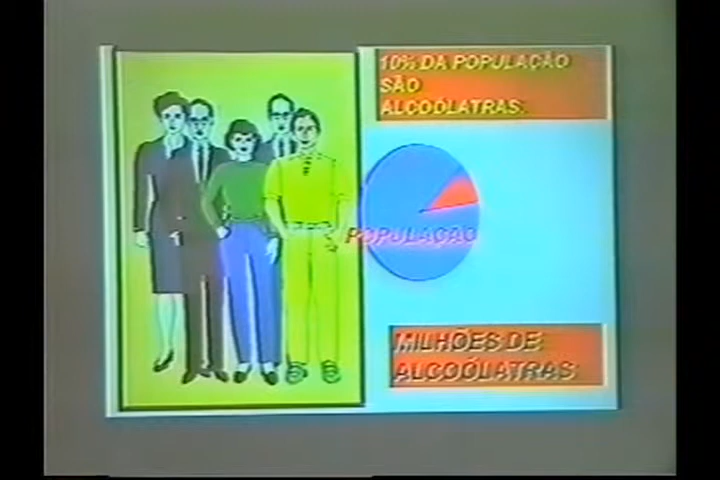 10% DA POPULAÇÃO
SÃO
ALCOÓLATRAS.
POPULAÇÃO
MILHÕES DE
ALCOÓLATRAS